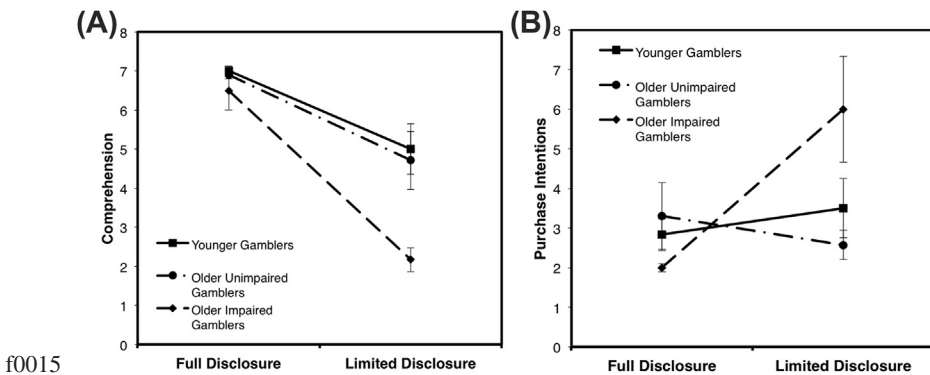 (A)
8
7
6
5
4
3
2
1
0
Comprehension
Younger Gamblers
Older Unimpaired
Gamblers
Older Impaired
Gamblers
Full Disclosure
Limited Disclosure
(B)
8
7
6
5
4
3
2
1
0
Purchase Intentions
Younger Gamblers
Older Unimpaired
Gamblers
Older Impaired
Gamblers
Full Disclosure
Limited Disclosure
f0015